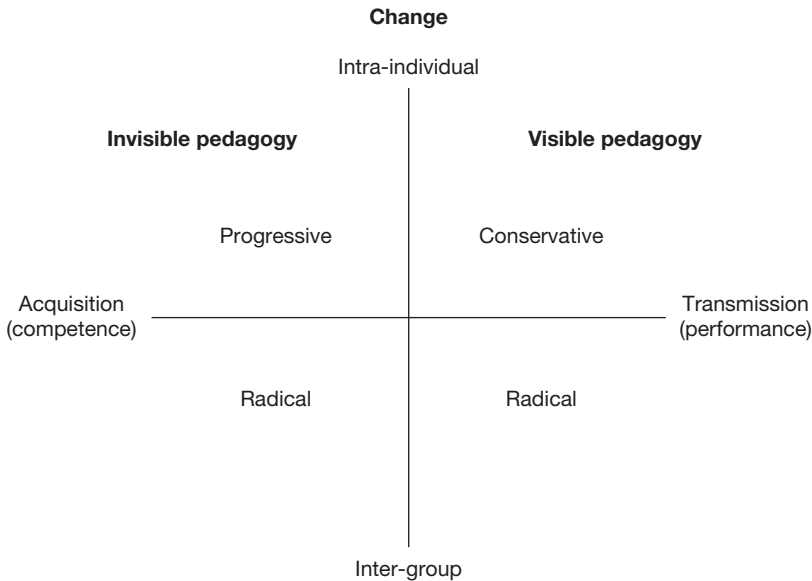 Change
Intra-individual
Invisible pedagogy
Visible pedagogy
Progressive
Conservative
Acquisition
(competence)
Transmission
(performance)
Radical
Radical
Inter-group